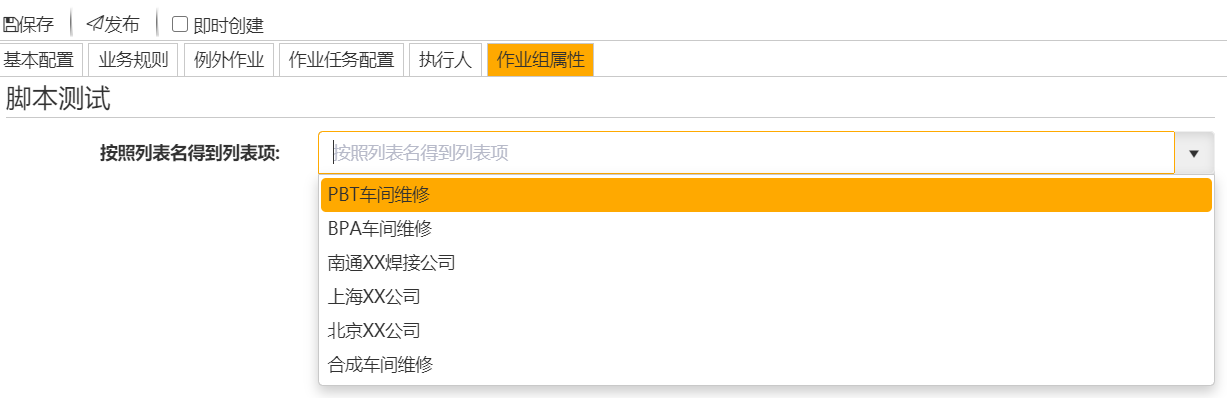 保存 发布 即时创建
基本配置 业务规则 例外作业 作业任务配置 执行人 作业组属性
脚本测试
按照列表名得到列表项: 按照列表名得到列表项
PBT车间维修
BPA车间维修
南通XX焊接公司
上海XX公司
北京XX公司
合成车间维修